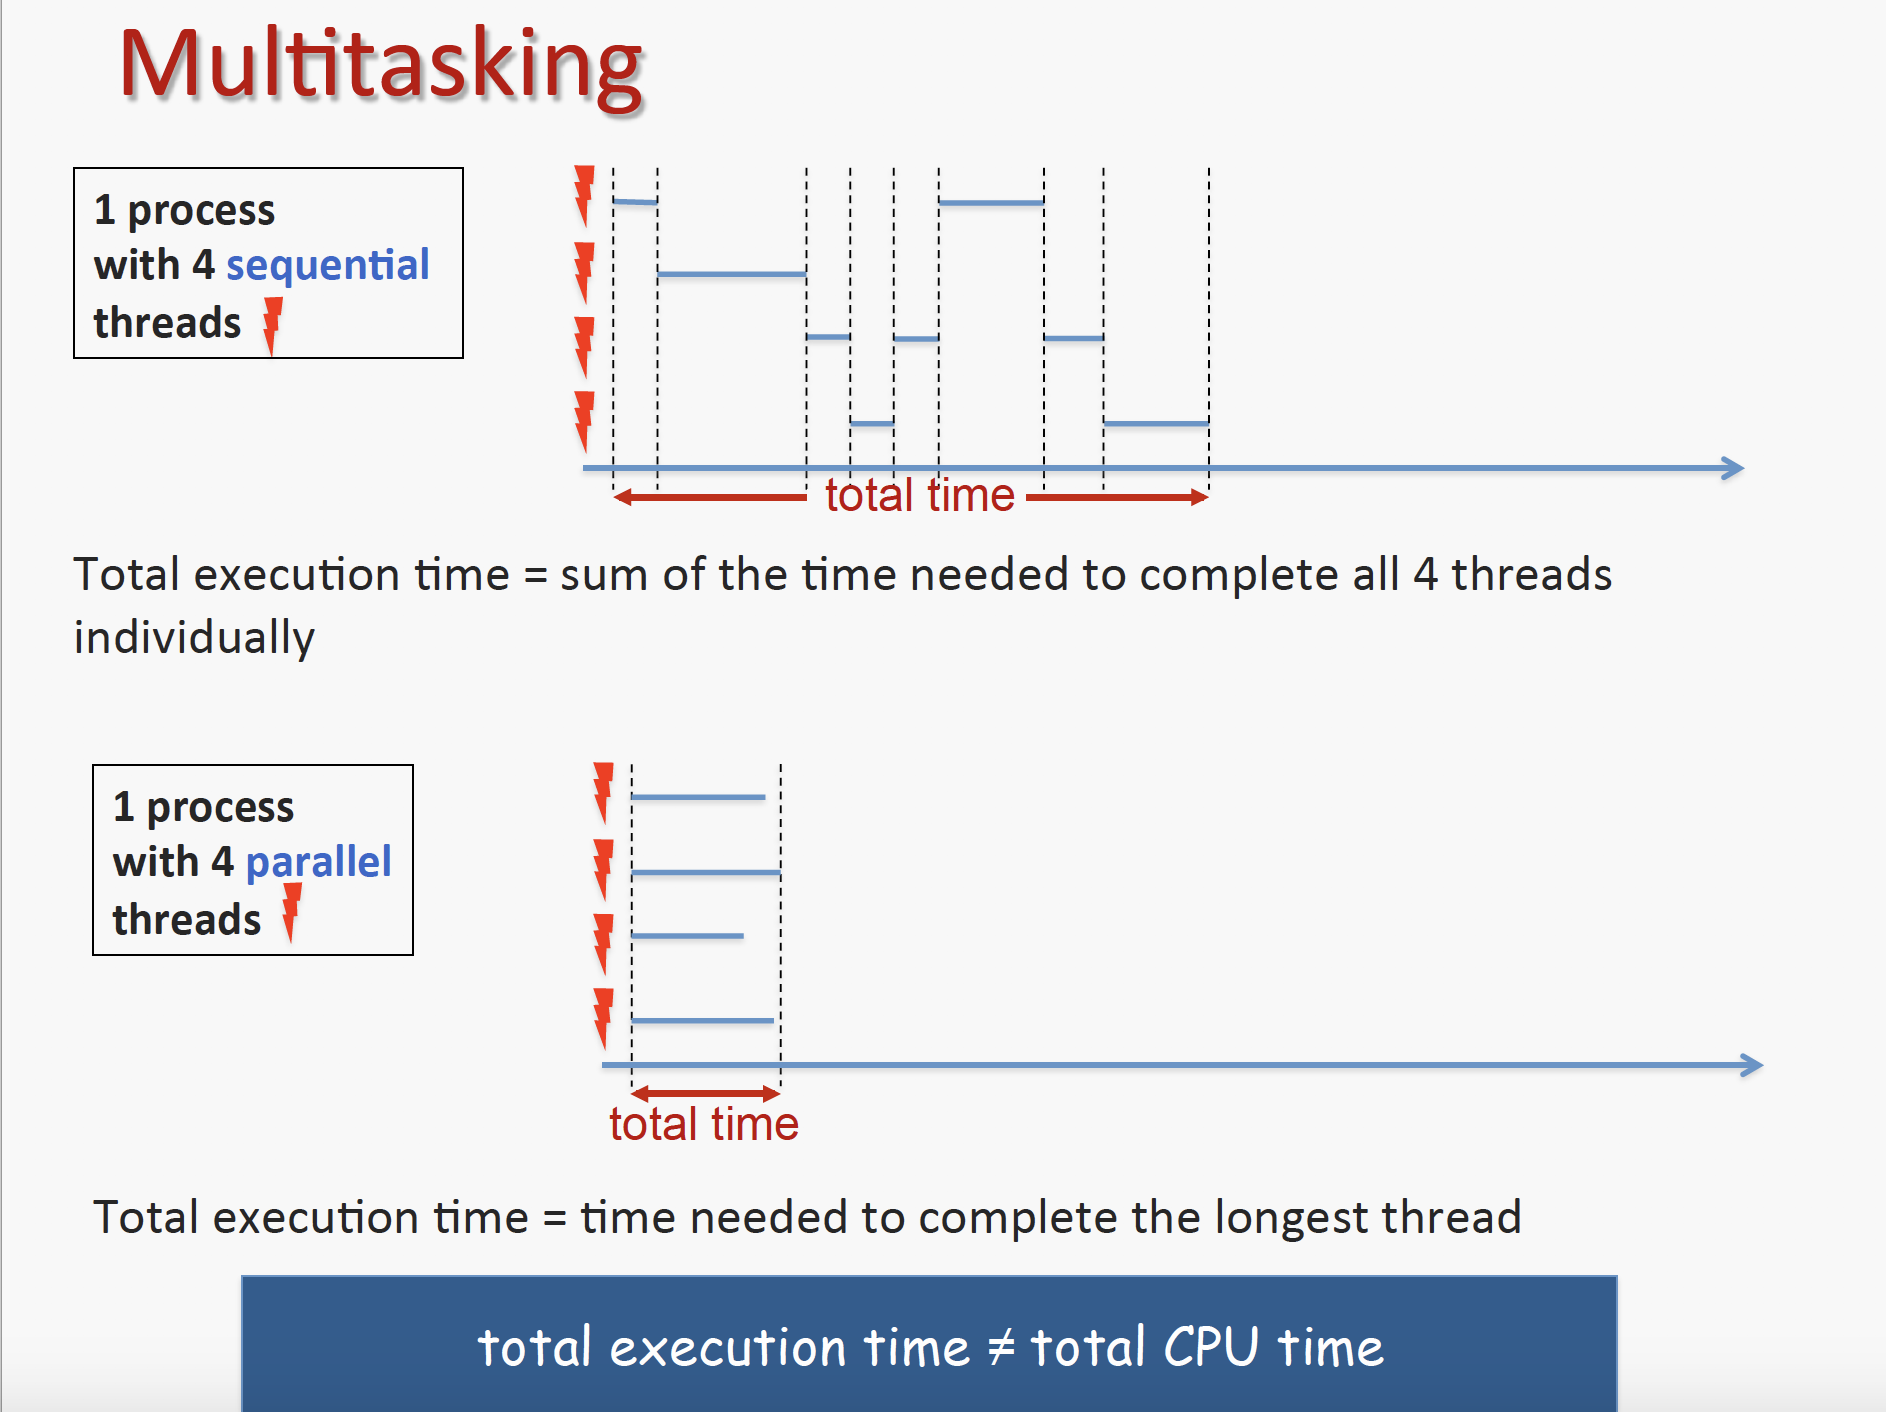 Multitasking
1 process
with 4 sequential
threads
total time
Total execution time = sum of the time needed to complete all 4 threads
individually
1 process
with 4 parallel
threads
total time
Total execution time = time needed to complete the longest thread
total execution time ≠ total CPU time